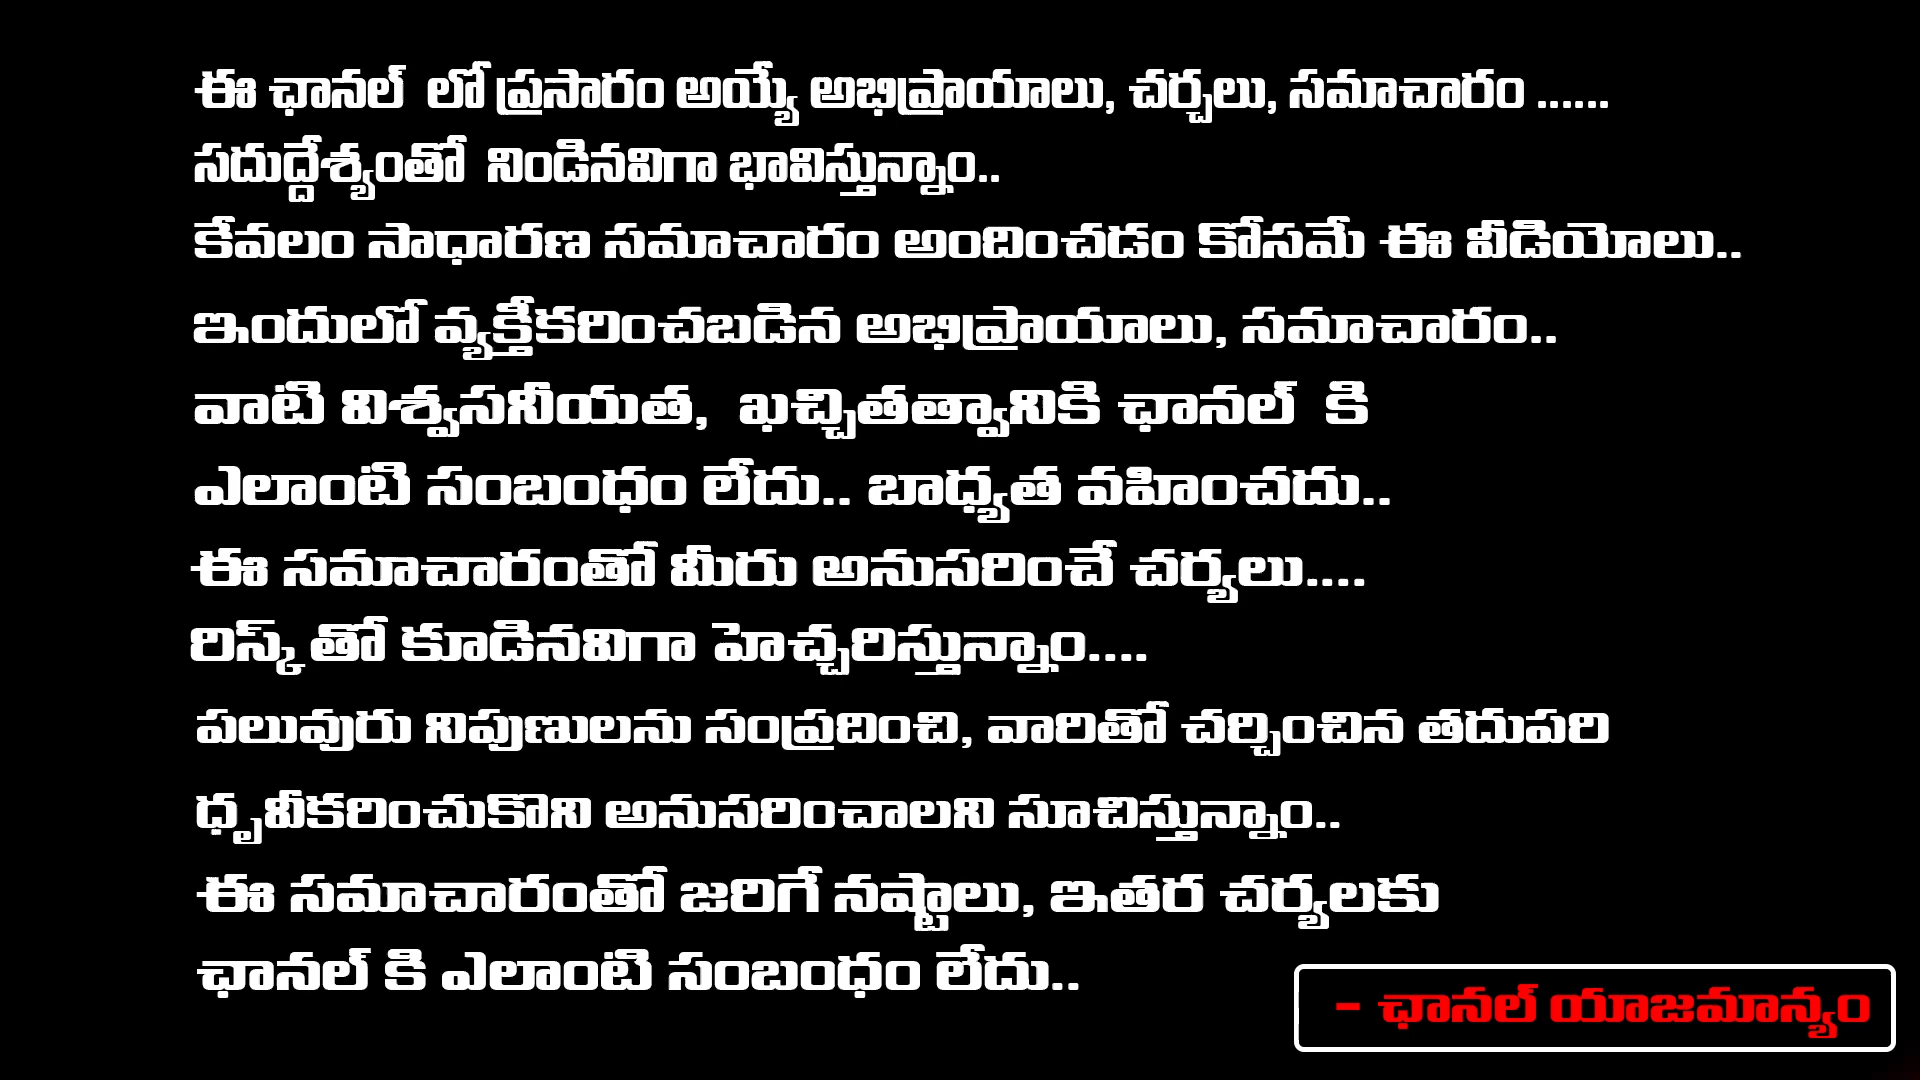 ఈ ఛానల్ లో ప్రసారం అయ్యే అభిప్రాయాలు, చర్చలు, సమాచారం ......
సదుద్దేశ్యంతో నిండినవిగా భావిస్తున్నాం..
కేవలం సాధారణ సమాచారం అందించడం కోసమే ఈ వీడియోలు..
ఇందులో వ్యక్తీకరించబడిన అభిప్రాయాలు, సమాచారం..
వాటి విశ్వసనీయత, ఖచ్చితత్వానికి ఛానల్ కి
ఎలాంటి సంబంధం లేదు.. బాధ్యత వహించదు..
ఈ సమాచారంతో మీరు అనుసరించే చర్యలు....
రిస్క్ తో కూడినవిగా హెచ్చరిస్తున్నాం....
పలువురు నిపుణులను సంప్రదించి, వారితో చర్చించిన తదుపరి
ధృవీకరించుకొని అనుసరించాలని సూచిస్తున్నాం..
ఈ సమాచారంతో జరిగే నష్టాలు, ఇతర చర్యలకు
ఛానల్ కి ఎలాంటి సంబంధం లేదు..
- ఛానల్ యాజమాన్యం